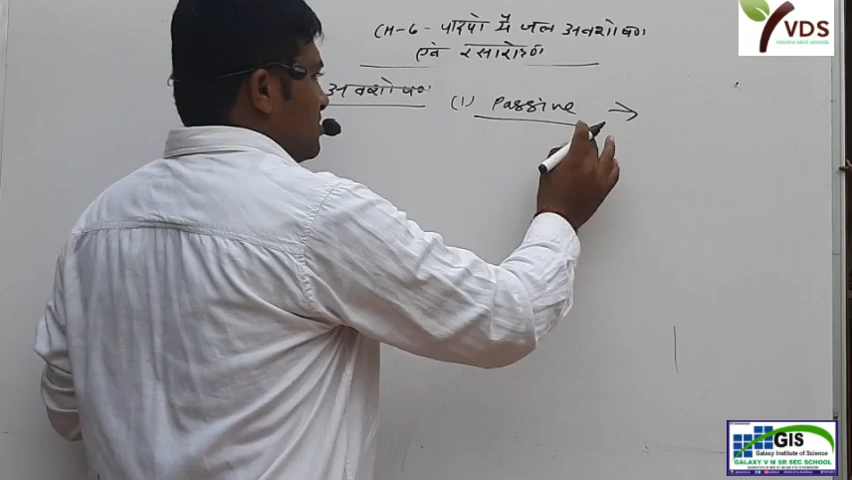 CH-6- पादपो में जल अवशोषण
एवं रसारोहण
अवशोषण (1) Passive →
VDS
GIS
Galaxy Institute of Science
GALAXY V M SR SEC SCHOOL